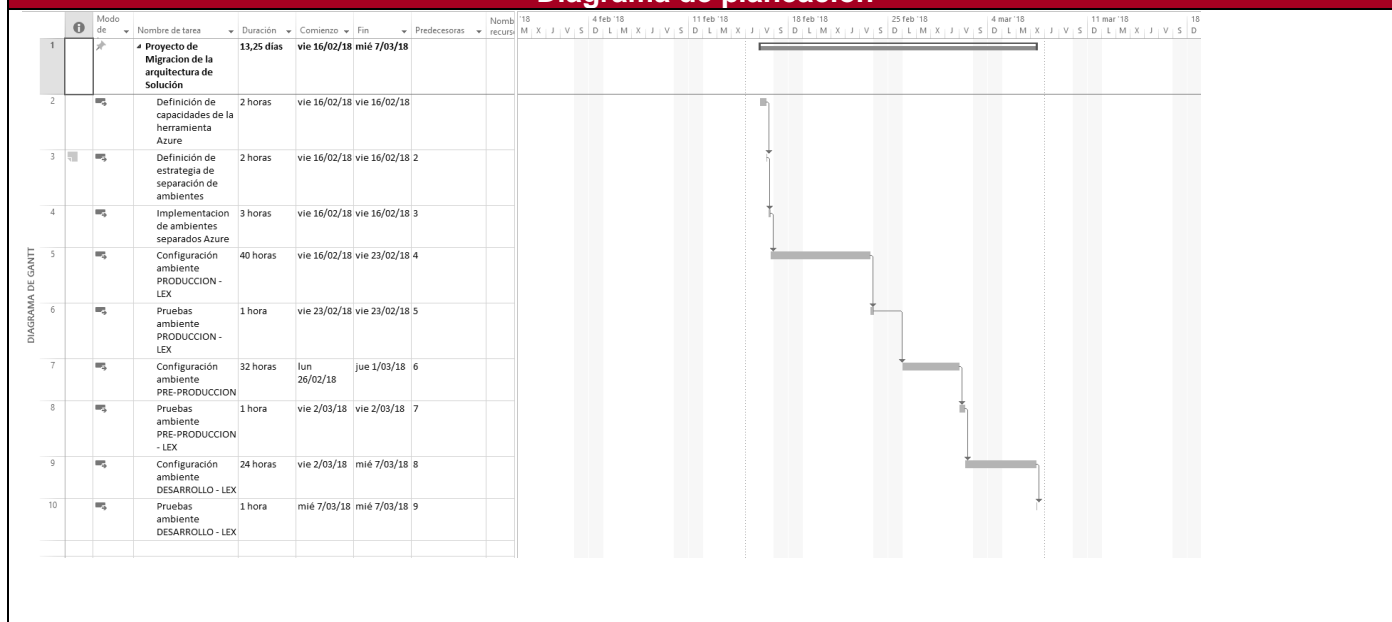 Diagrama de planeación
Modo de
Nombre de tarea
Duración
Comienzo
Fin
Predecesoras
Nomb
recurs
'18
4 feb '18
11 feb '18
18 feb '18
25 feb '18
4 mar '18
11 mar '18
18
M X J V S D L M X J V S D L M X J V S D L M X J V S D L M X J V S D L M X J V S D L M X J V S D
DIAGRAMA DE GANTT
1 Proyecto de 13,25 días vie 16/02/18 mié 7/03/18
Migracion de la
arquitectura de
Solución
2 Definición de 2 horas vie 16/02/18 vie 16/02/18
capacidades de la
herramienta
Azure
3 Definición de 2 horas vie 16/02/18 vie 16/02/18 2
estrategia de
separación de
ambientes
4 Implementacion 3 horas vie 16/02/18 vie 16/02/18 3
de ambientes
separados Azure
5 Configuración 40 horas vie 16/02/18 vie 23/02/18 4
ambiente
PRODUCCION -
LEX
6 Pruebas 1 hora vie 23/02/18 vie 23/02/18 5
ambiente
PRODUCCION -
LEX
7 Configuración 32 horas lun jue 1/03/18 6
ambiente 26/02/18
PRE-PRODUCCION
8 Pruebas 1 hora vie 2/03/18 vie 2/03/18 7
ambiente
PRE-PRODUCCION
- LEX
9 Configuración 24 horas vie 2/03/18 mié 7/03/18 8
ambiente
DESARROLLO - LEX
10 Pruebas 1 hora mié 7/03/18 mié 7/03/18 9
ambiente
DESARROLLO - LEX